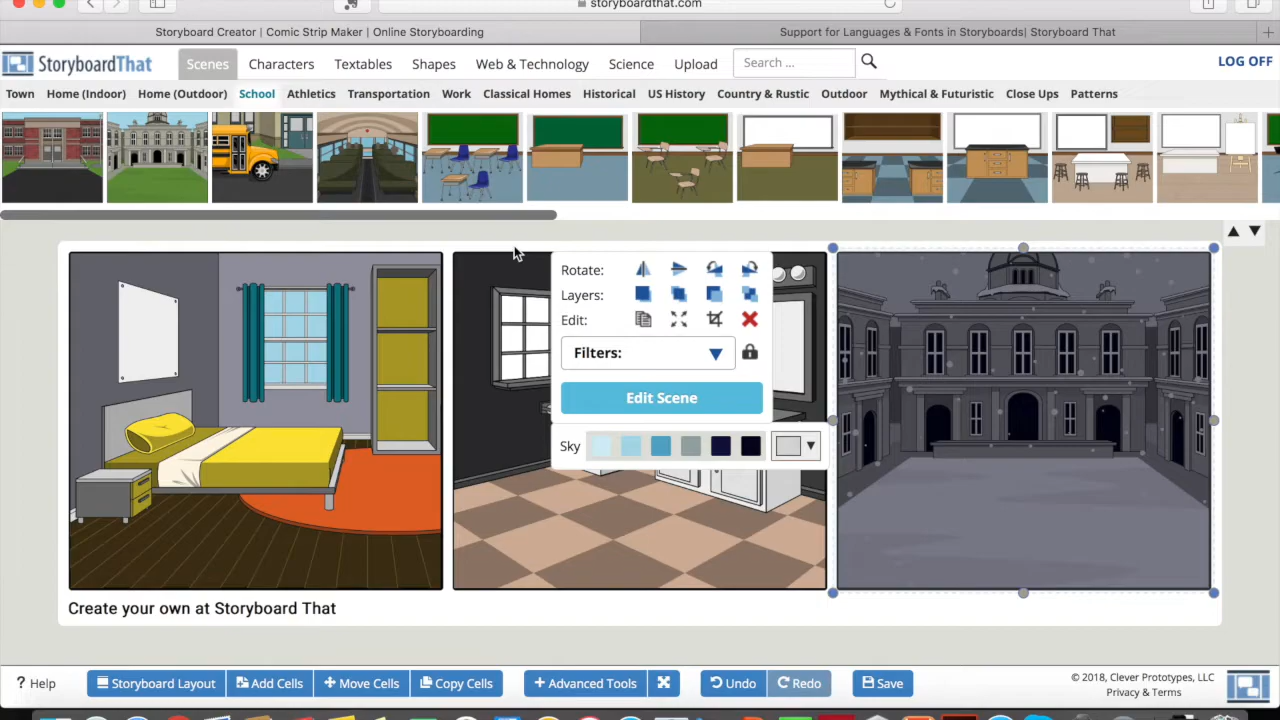 storyboardthat.com
Storyboard Creator | Comic Strip Maker | Online Storyboarding
Support for Languages & Fonts in Storyboards| Storyboard That
StoryboardThat
Scenes Characters Textables Shapes Web & Technology Science Upload Search ... LOG OFF
Town Home (Indoor) Home (Outdoor) School Athletics Transportation Work Classical Homes Historical US History Country & Rustic Outdoor Mythical & Futuristic Close Ups Patterns
Rotate:
Layers:
Edit:
Filters:
Edit Scene
Sky
Create your own at Storyboard That
? Help Storyboard Layout Add Cells Move Cells Copy Cells Advanced Tools Undo Redo Save
© 2018, Clever Prototypes, LLC
Privacy & Terms